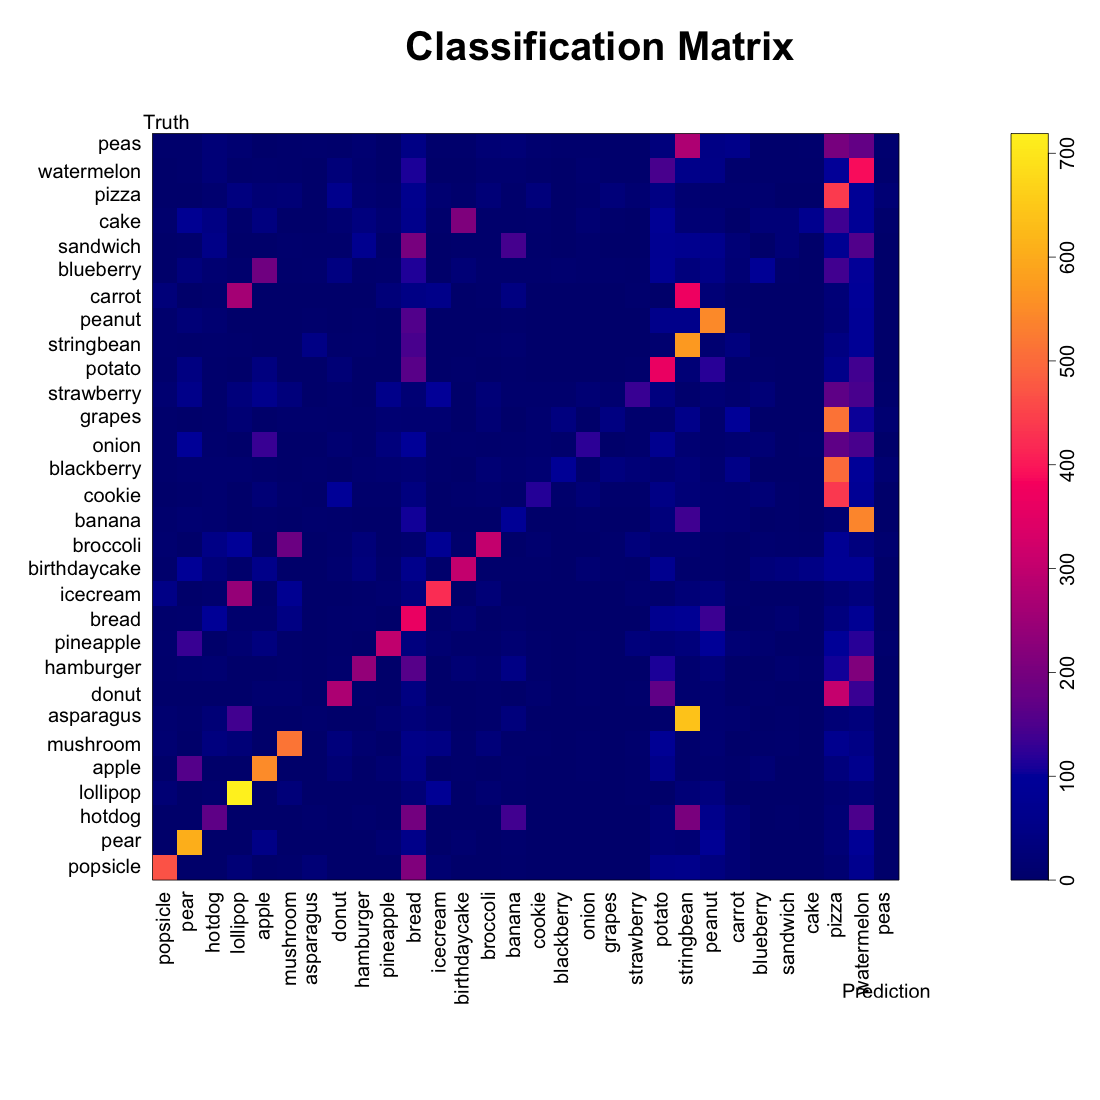 Classification Matrix
Truth
peas
watermelon
pizza
cake
sandwich
blueberry
carrot
peanut
stringbean
potato
strawberry
grapes
onion
blackberry
cookie
banana
broccoli
birthdaycake
icecream
bread
pineapple
hamburger
donut
asparagus
mushroom
apple
lollipop
hotdog
pear
popsicle
popsicle
pear
hotdog
lollipop
apple
mushroom
asparagus
donut
hamburger
pineapple
bread
icecream
birthdaycake
broccoli
banana
cookie
blackberry
onion
grapes
strawberry
potato
stringbean
peanut
carrot
blueberry
sandwich
cake
pizza
watermelon
peas
Prediction
700
600
500
400
300
200
100
0